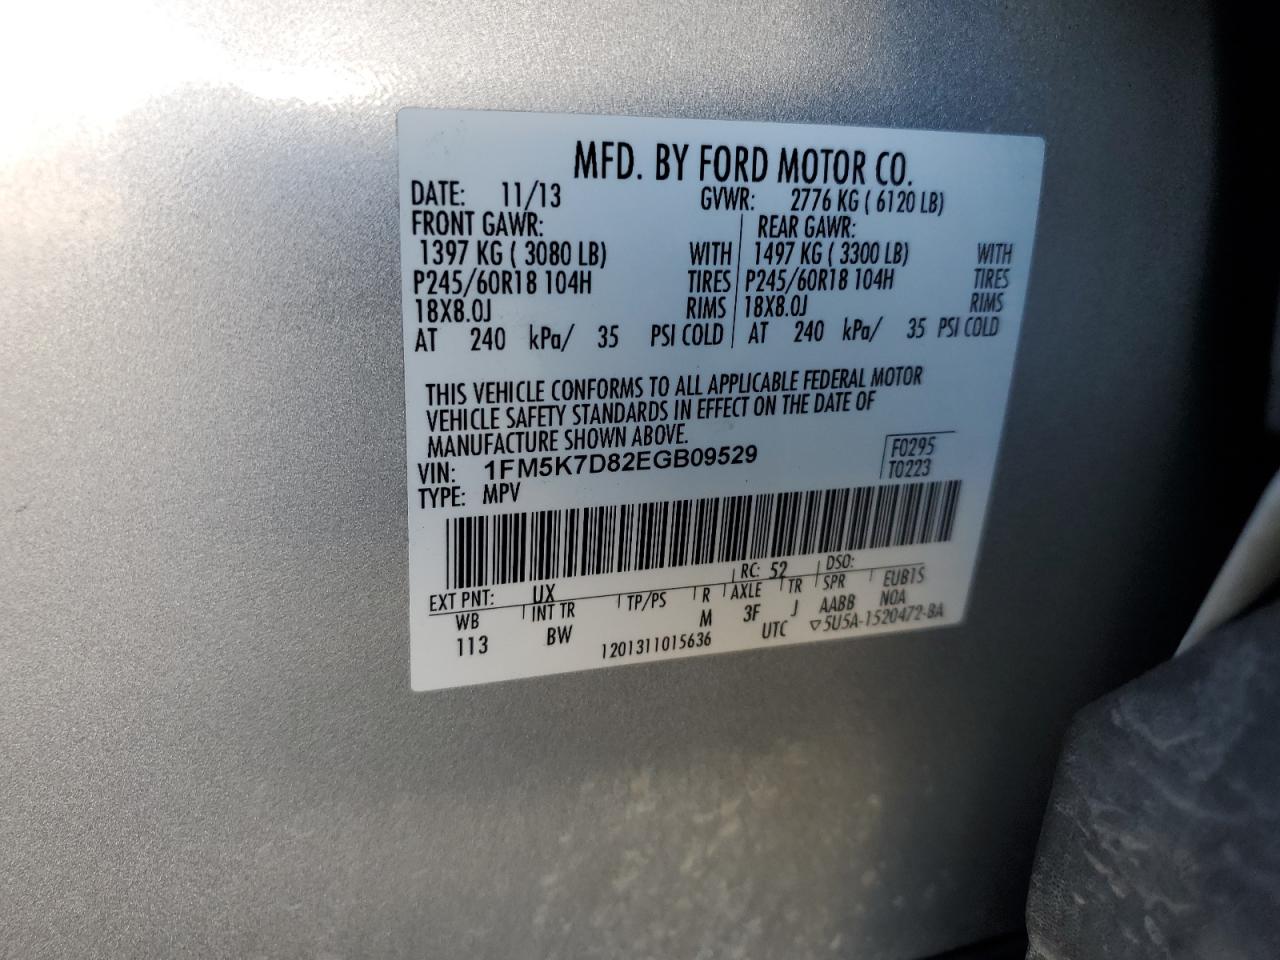 MFD. BY FORD MOTOR CO.
DATE: 11/13 GVWR: 2776 KG ( 6120 LB)
FRONT GAWR: REAR GAWR:
1397 KG ( 3080 LB) WITH 1497 KG ( 3300 LB) WITH
P245/60R18 104H TIRES P245/60R18 104H TIRES
18X8.0J RIMS 18X8.0J RIMS
AT 240 kPa/ 35 PSI COLD AT 240 kPa/ 35 PSI COLD
THIS VEHICLE CONFORMS TO ALL APPLICABLE FEDERAL MOTOR
VEHICLE SAFETY STANDARDS IN EFFECT ON THE DATE OF
MANUFACTURE SHOWN ABOVE.
VIN: 1FM5K7D82EGB09529 F0295
TYPE: MPV T0223
EXT PNT: UX RC: 52 DSO:
WB INT TR TP/PS R AXLE TR SPR EUB1S
113 BW M 3F J AABB NOA
1201311015636 UTC ▽5U5A-1520472-BA